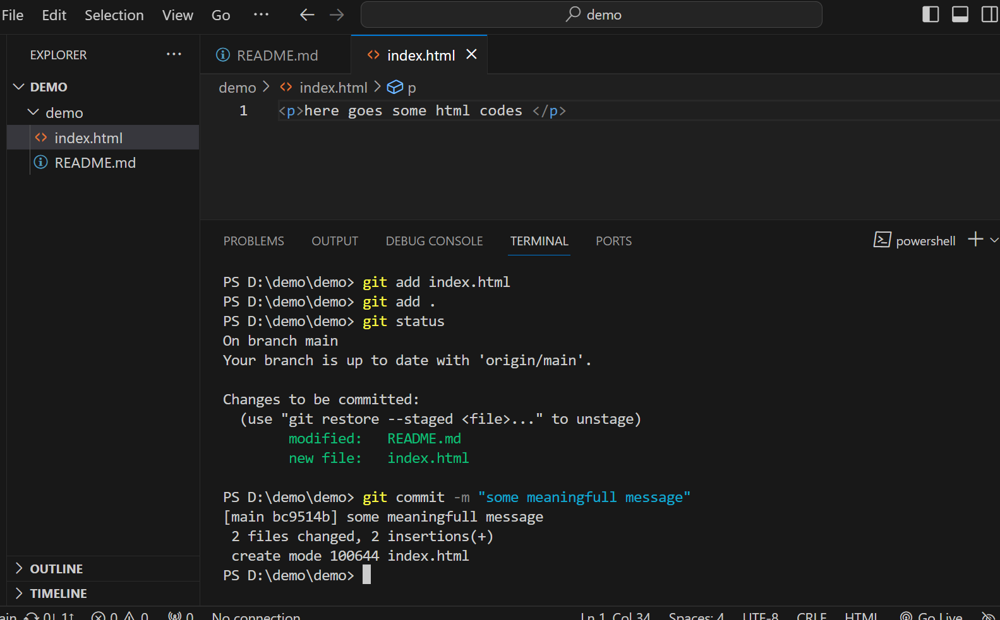 File Edit Selection View Go ··· demo
EXPLORER ···
DEMO
demo
index.html
README.md
OUTLINE
TIMELINE
README.md index.html
demo > index.html > p
1 <p>here goes some html codes </p>
PROBLEMS OUTPUT DEBUG CONSOLE TERMINAL PORTS powershell
PS D:\demo\demo> git add index.html
PS D:\demo\demo> git add .
PS D:\demo\demo> git status
On branch main
Your branch is up to date with 'origin/main'.
Changes to be committed:
(use "git restore --staged <file>..." to unstage)
modified: README.md
new file: index.html
PS D:\demo\demo> git commit -m "some meaningfull message"
[main bc9514b] some meaningfull message
2 files changed, 2 insertions(+)
create mode 100644 index.html
PS D:\demo\demo>
ain 0↓ 1↑ 0 0 0 No connection Ln 1, Col 34 Spaces: 4 UTF-8 CRLF HTML Go Live